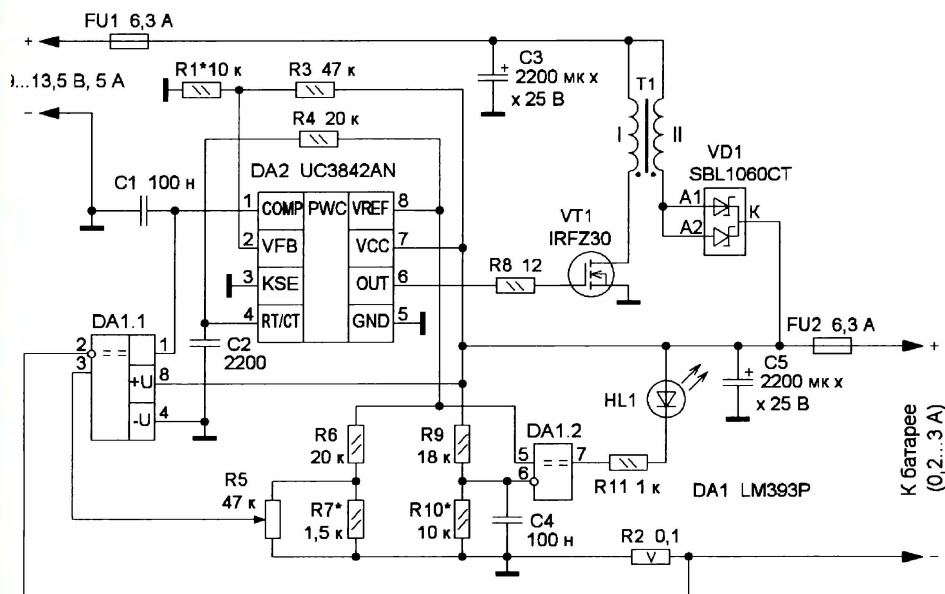 FU1 6,3 А
+
9...13,5 В, 5 А
−
R1*10 к
R3 47 к
R4 20 к
C3
+
2200 мк х
х 25 В
T1
I
II
VD1
SBL1060CT
A1
A2
K
DA2 UC3842AN
C1 100 н
1
COMP
PWC
VREF
8
2
VFB
VCC
7
3
KSE
OUT
6
4
RT/CT
GND
5
R8 12
VT1
IRFZ30
DA1.1
2
3
==
1
+U
8
-U
4
C2
2200
FU2 6,3 А
+
C5
+
2200 мк х
х 25 В
HL1
К батарее
(0,2...3 А)
R6
20 к
R9
18 к
DA1.2
5
6
==
7
R11 1 к
DA1 LM393P
R5
47 к
R7*
1,5 к
R10*
10 к
C4
100 н
R2 0,1
V
−